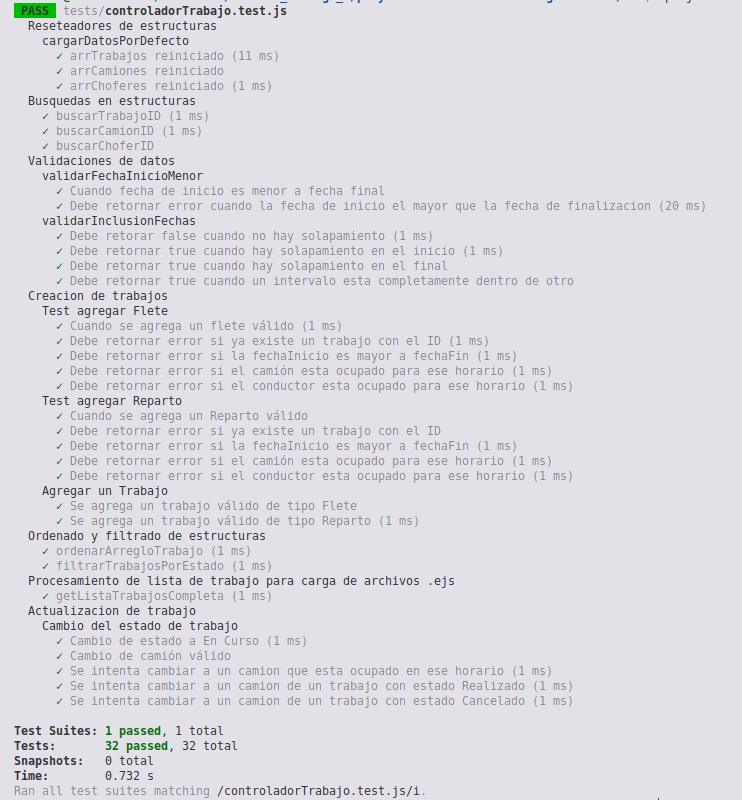 PASS tests/controladorTrabajo.test.js
Reseteadores de estructuras
cargarDatosPorDefecto
✓ arrTrabajos reiniciado (11 ms)
✓ arrCamiones reiniciado
✓ arrChoferes reiniciado (1 ms)
Busquedas en estructuras
✓ buscarTrabajoID (1 ms)
✓ buscarCamionID (1 ms)
✓ buscarChoferID
Validaciones de datos
validarFechaInicioMenor
✓ Cuando fecha de inicio es menor a fecha final
✓ Debe retornar error cuando la fecha de inicio el mayor que la fecha de finalizacion (20 ms)
validarInclusionFechas
✓ Debe retorar false cuando no hay solapamiento (1 ms)
✓ Debe retornar true cuando hay solapamiento en el inicio (1 ms)
✓ Debe retornar true cuando hay solapamiento en el final
✓ Debe retornar true cuando un intervalo esta completamente dentro de otro
Creacion de trabajos
Test agregar Flete
✓ Cuando se agrega un flete válido (1 ms)
✓ Debe retornar error si ya existe un trabajo con el ID (1 ms)
✓ Debe retornar error si la fechaInicio es mayor a fechaFin (1 ms)
✓ Debe retornar error si el camión esta ocupado para ese horario (1 ms)
✓ Debe retornar error si el conductor esta ocupado para ese horario (1 ms)
Test agregar Reparto
✓ Cuando se agrega un Reparto válido
✓ Debe retornar error si ya existe un trabajo con el ID
✓ Debe retornar error si la fechaInicio es mayor a fechaFin (1 ms)
✓ Debe retornar error si el camión esta ocupado para ese horario (1 ms)
✓ Debe retornar error si el conductor esta ocupado para ese horario (1 ms)
Agregar un Trabajo
✓ Se agrega un trabajo válido de tipo Flete
✓ Se agrega un trabajo válido de tipo Reparto (1 ms)
Ordenado y filtrado de estructuras
✓ ordenarArregloTrabajo (1 ms)
✓ filtrarTrabajosPorEstado (1 ms)
Procesamiento de lista de trabajo para carga de archivos .ejs
✓ getListaTrabajosCompleta (1 ms)
Actualizacion de trabajo
Cambio del estado de trabajo
✓ Cambio de estado a En Curso (1 ms)
✓ Cambio de camión válido
✓ Se intenta cambiar a un camion que esta ocupado en ese horario (1 ms)
✓ Se intenta cambiar a un camion de un trabajo con estado Realizado (1 ms)
✓ Se intenta cambiar a un camion de un trabajo con estado Cancelado (1 ms)
Test Suites: 1 passed, 1 total
Tests: 32 passed, 32 total
Snapshots: 0 total
Time: 0.732 s
Ran all test suites matching /controladorTrabajo.test.js/i.